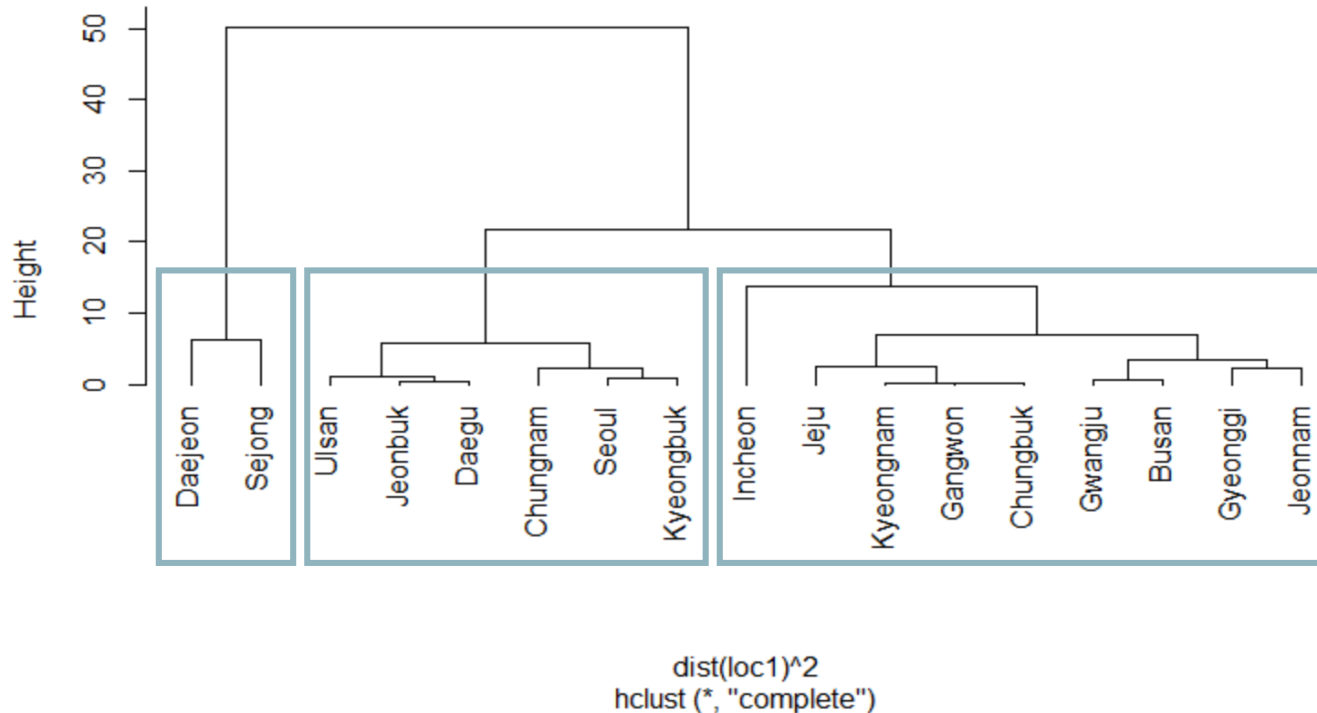 50
40
30
20
10
0
Height
Daejeon
Sejong
Ulsan
Jeonbuk
Daegu
Chungnam
Seoul
Kyeongbuk
Incheon
Jeju
Kyeongnam
Gangwon
Chungbuk
Gwangju
Busan
Gyeonggi
Jeonnam
dist(loc1)^2
hclust (*, "complete")